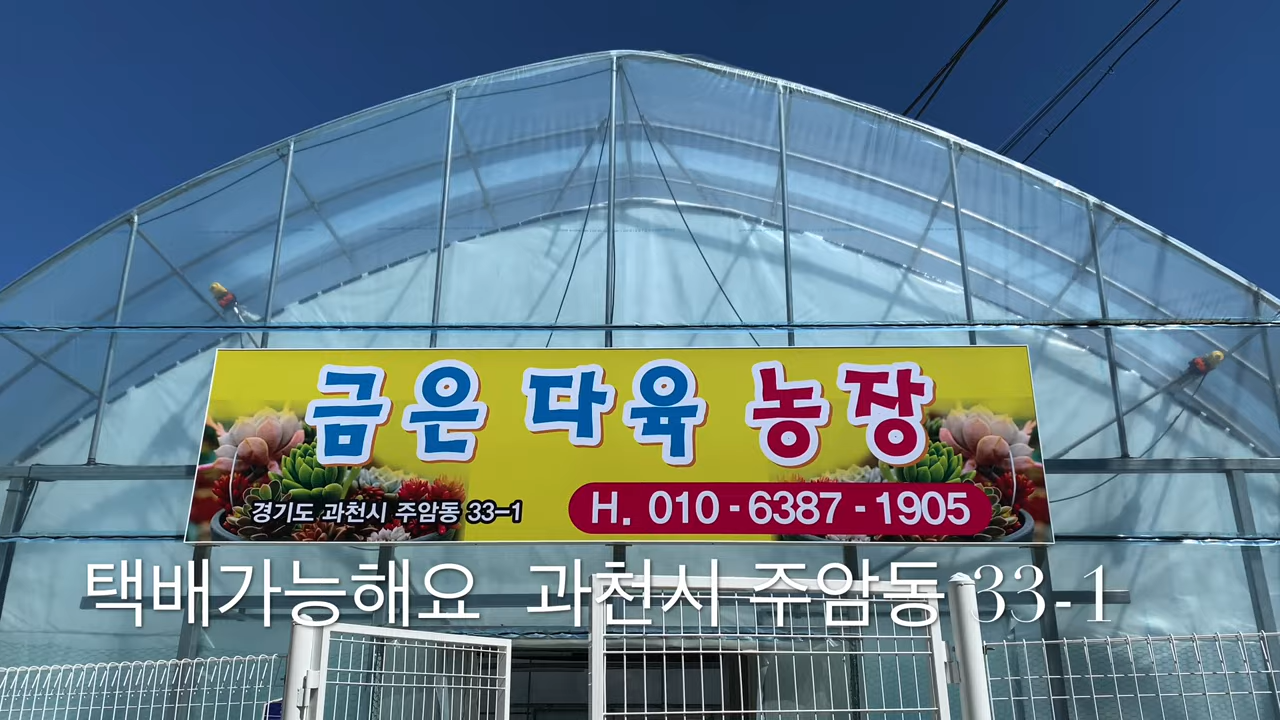 금은 다육 농장
경기도 과천시 주암동 33-1
H. 010-6387-1905
택배가능해요 과천시 주암동 33-1